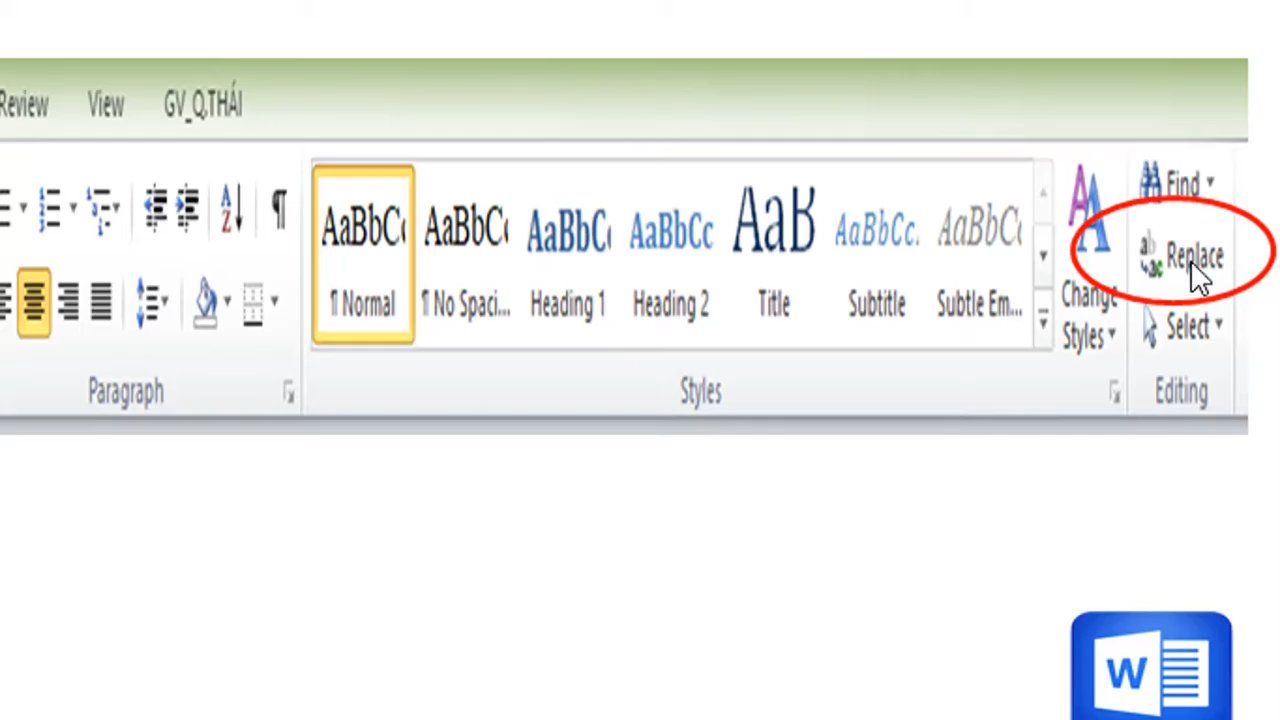 Review View GV_Q.THÁI
AaBbCc AaBbCc AaBbC AaBbCc AaB AaBbCc. AaBbCc
¶ Normal ¶ No Spaci... Heading 1 Heading 2 Title Subtitle Subtle Em...
Change
Styles
Find
Replace
Select
Paragraph Styles Editing
W